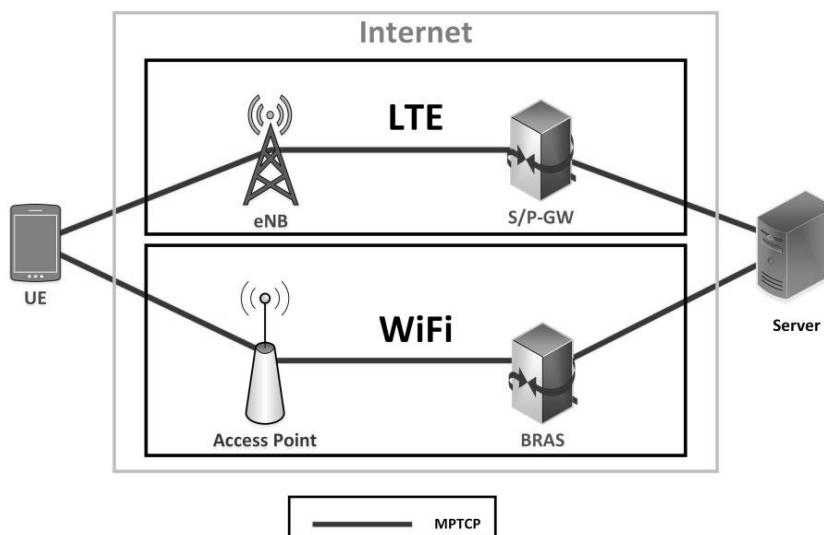 Internet
LTE
eNB
S/P-GW
UE
WiFi
Server
Access Point
BRAS
MPTCP